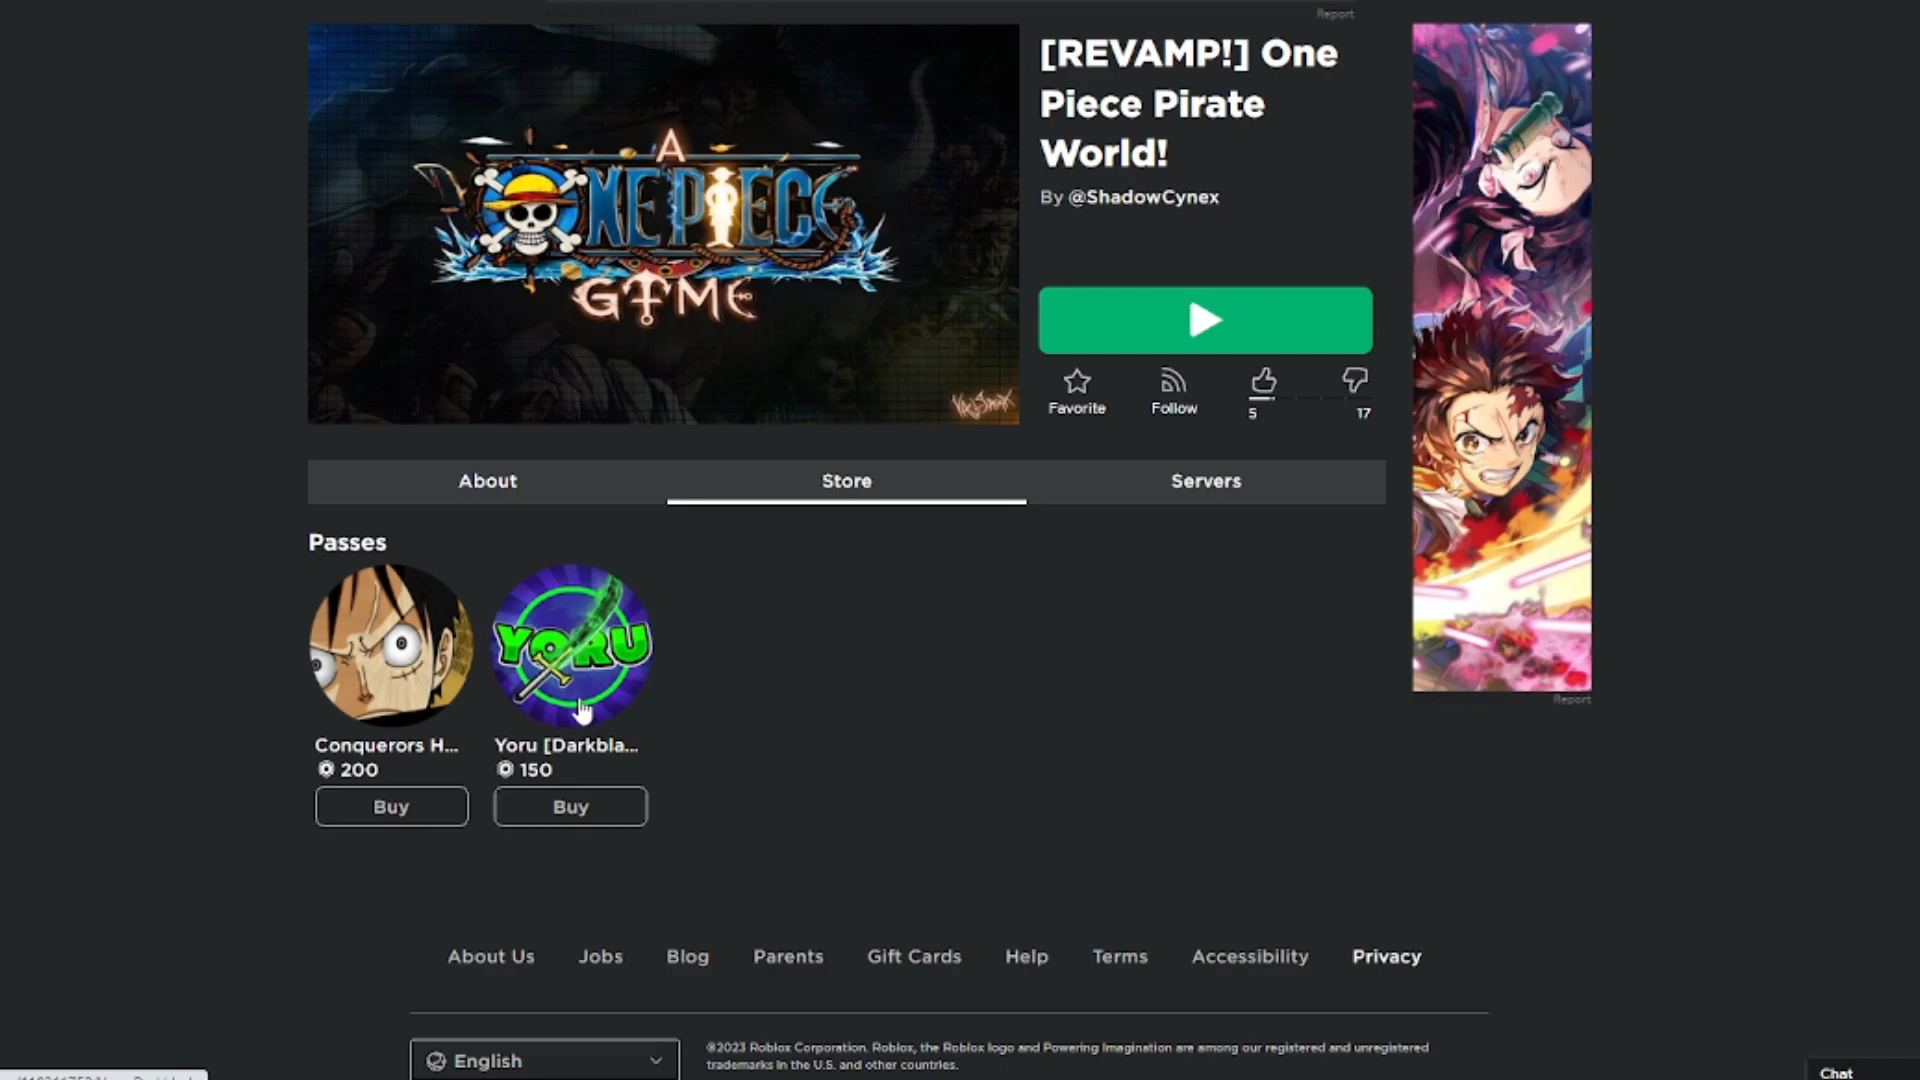 Report
[REVAMP!] One
Piece Pirate
World!
By @ShadowCynex
A
ONE PIECE
GAME
Favorite
Follow
5
17
About
Store
Servers
Report
Passes
YORU
Conquerors H...
200
Buy
Yoru [Darkbla...
150
Buy
About Us
Jobs
Blog
Parents
Gift Cards
Help
Terms
Accessibility
Privacy
English
©2023 Roblox Corporation. Roblox, the Roblox logo and Powering Imagination are among our registered and unregistered
trademarks in the U.S. and other countries.
Chat